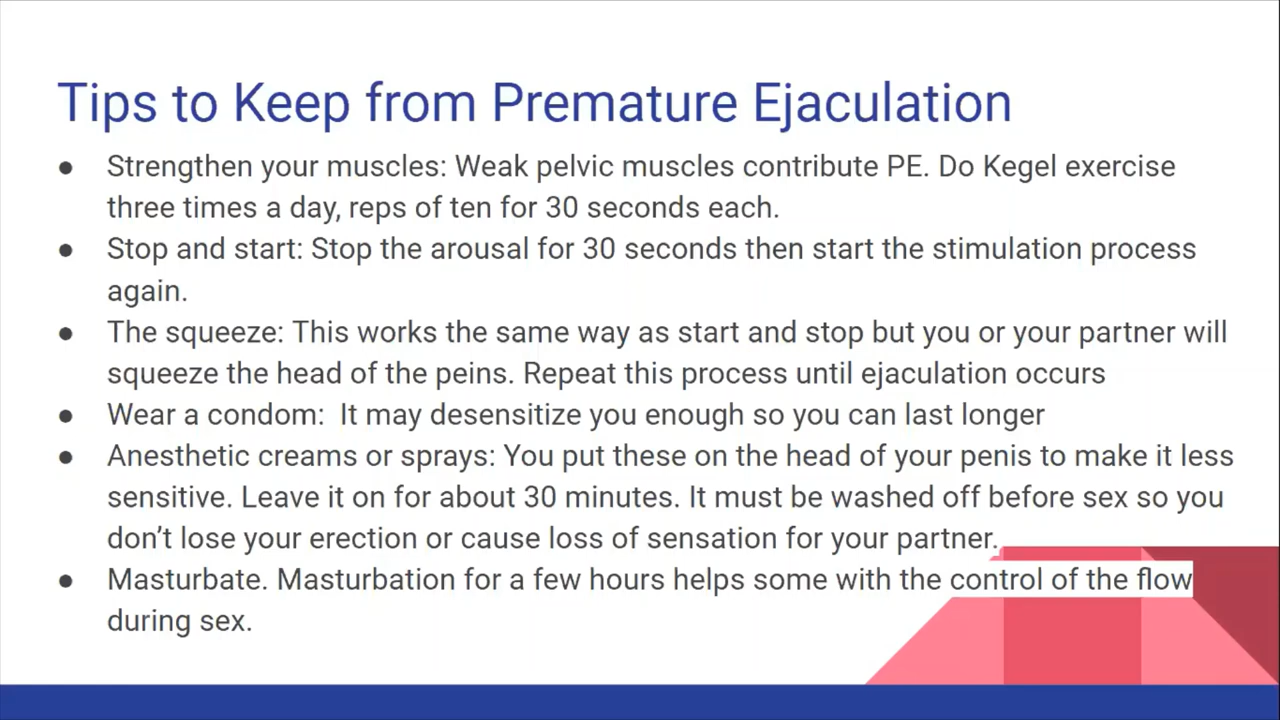 Tips to Keep from Premature Ejaculation
● Strengthen your muscles: Weak pelvic muscles contribute PE. Do Kegel exercise
three times a day, reps of ten for 30 seconds each.
● Stop and start: Stop the arousal for 30 seconds then start the stimulation process
again.
● The squeeze: This works the same way as start and stop but you or your partner will
squeeze the head of the peins. Repeat this process until ejaculation occurs
● Wear a condom:  It may desensitize you enough so you can last longer
● Anesthetic creams or sprays: You put these on the head of your penis to make it less
sensitive. Leave it on for about 30 minutes. It must be washed off before sex so you
don’t lose your erection or cause loss of sensation for your partner.
● Masturbate. Masturbation for a few hours helps some with the control of the flow
during sex.